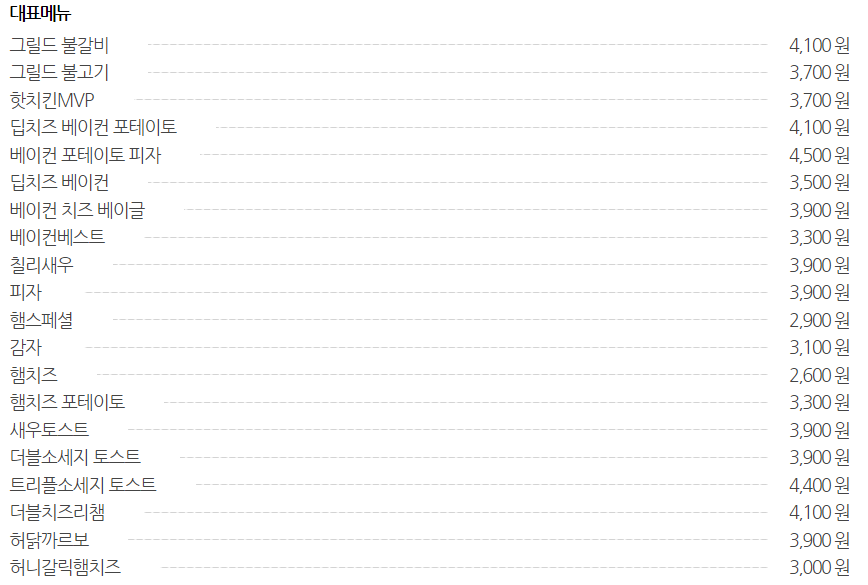 대표메뉴
그릴드 불갈비 4,100 원
그릴드 불고기 3,700 원
핫치킨MVP 3,700 원
딥치즈 베이컨 포테이토 4,100 원
베이컨 포테이토 피자 4,500 원
딥치즈 베이컨 3,500 원
베이컨 치즈 베이글 3,900 원
베이컨베스트 3,300 원
칠리새우 3,900 원
피자 3,900 원
햄스페셜 2,900 원
감자 3,100 원
햄치즈 2,600 원
햄치즈 포테이토 3,300 원
새우토스트 3,900 원
더블소세지 토스트 3,900 원
트리플소세지 토스트 4,400 원
더블치즈리챔 4,100 원
허닭까르보 3,900 원
허니갈릭햄치즈 3,000 원